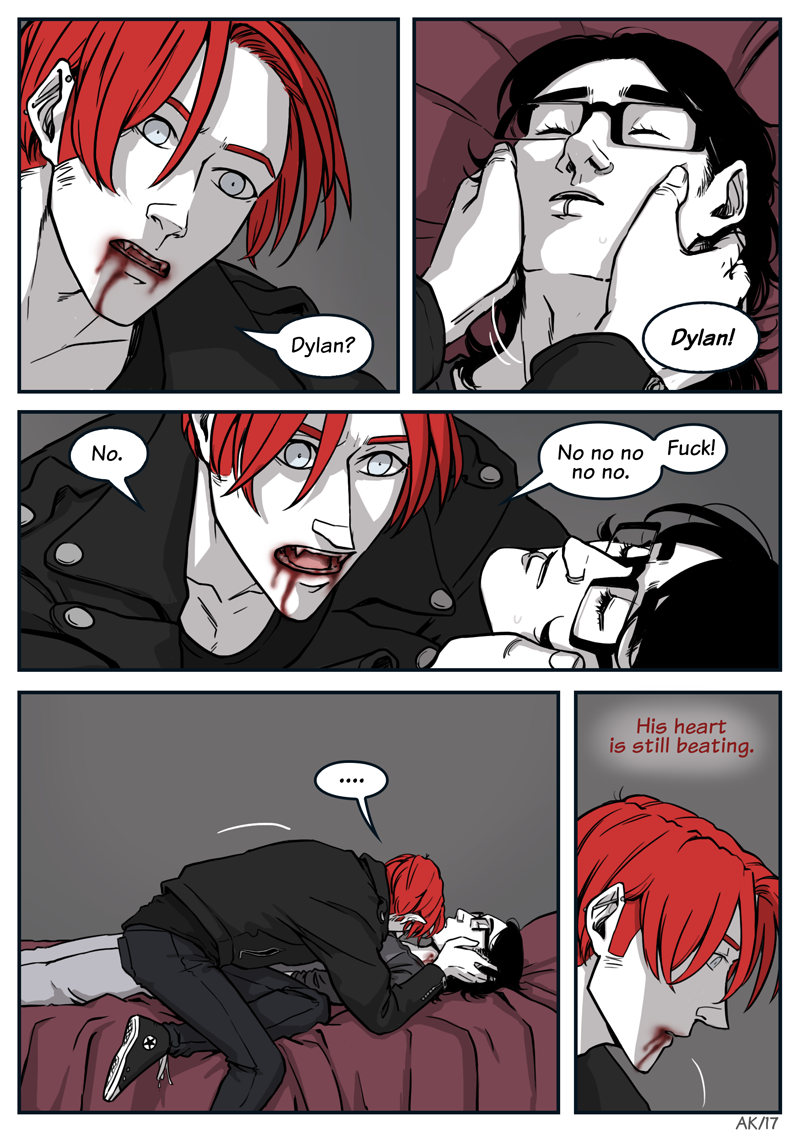 Dylan?
Dylan!
No.
No no no
no no.
Fuck!
....
His heart
is still beating.
AK/17